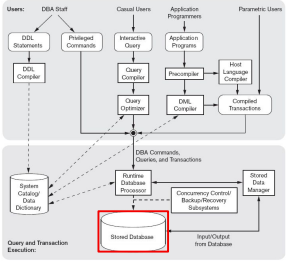 Users:
DBA Staff
Casual Users
Application
Programmers
Parametric Users
DDL
Statements
Privileged
Commands
Interactive
Query
Application
Programs
DDL
Compiler
Query
Compiler
Precompiler
Host
Language
Compiler
Query
Optimizer
DML
Compiler
Compiled
Transactions
DBA Commands,
Queries, and Transactions
System
Catalog/
Data
Dictionary
Runtime
Database
Processor
Stored
Data
Manager
Concurrency Control/
Backup/Recovery
Subsystems
Stored Database
Input/Output
from Database
Query and Transaction
Execution: